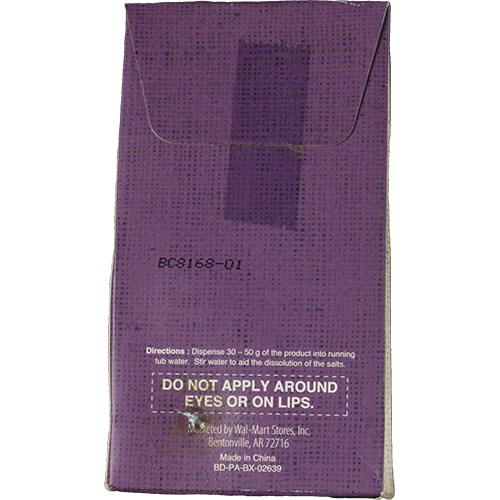 BC8168-01
Directions : Dispense 30 – 50 g of the product into running
tub water. Stir water to aid the dissolution of the salts.
DO NOT APPLY AROUND
EYES OR ON LIPS.
Marketed by Wal-Mart Stores, Inc.
Bentonville, AR 72716
Made in China
BD-PA-BX-02639